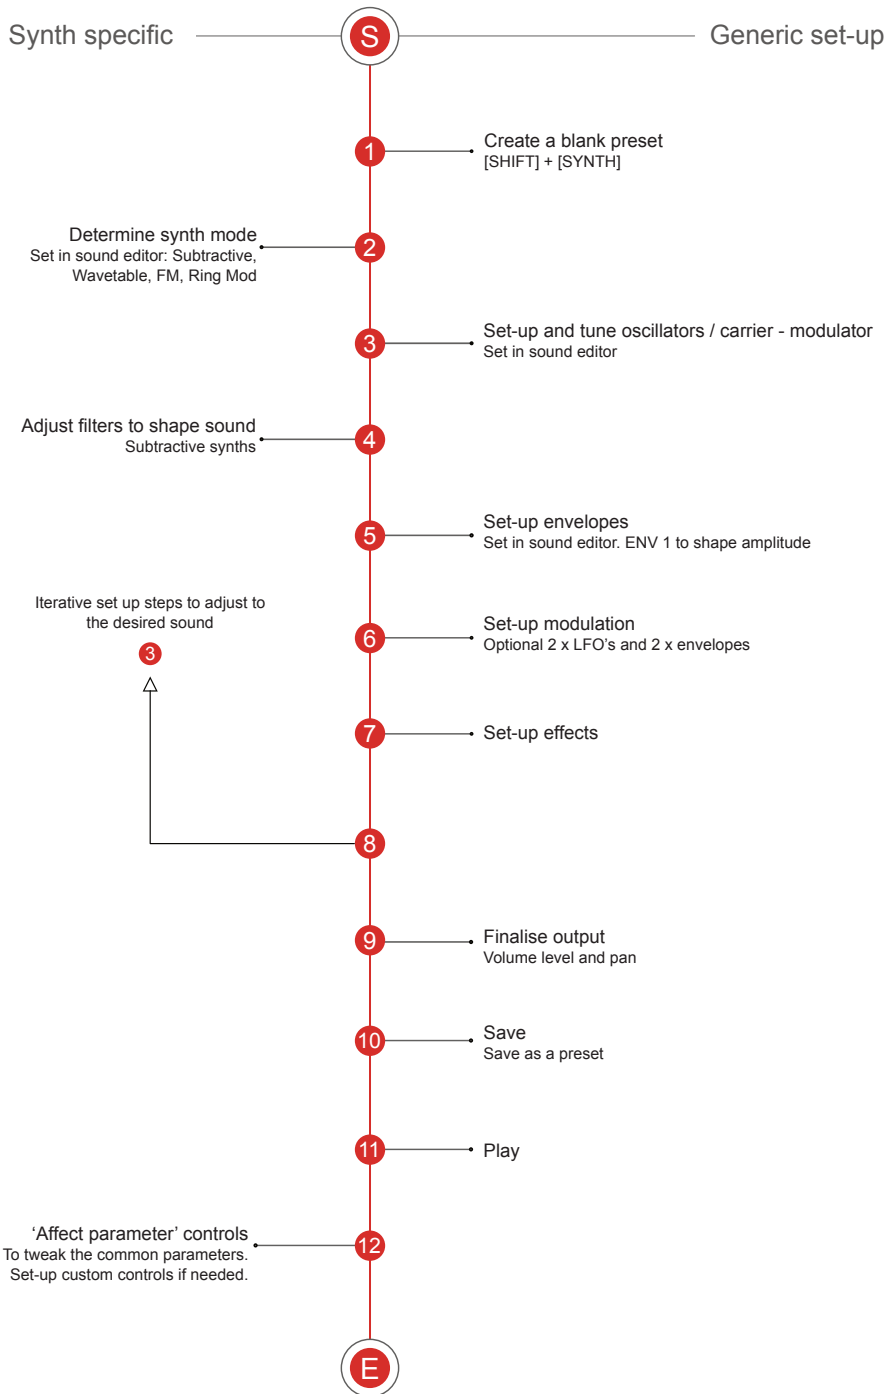 Synth specific
S
Generic set-up
1
Create a blank preset
[SHIFT] + [SYNTH]
Determine synth mode
Set in sound editor: Subtractive,
Wavetable, FM, Ring Mod
2
3
Set-up and tune oscillators / carrier - modulator
Set in sound editor
Adjust filters to shape sound
Subtractive synths
4
5
Set-up envelopes
Set in sound editor. ENV 1 to shape amplitude
Iterative set up steps to adjust to
the desired sound
3
6
Set-up modulation
Optional 2 x LFO's and 2 x envelopes
7
Set-up effects
8
9
Finalise output
Volume level and pan
10
Save
Save as a preset
11
Play
‘Affect parameter’ controls
To tweak the common parameters.
Set-up custom controls if needed.
12
E